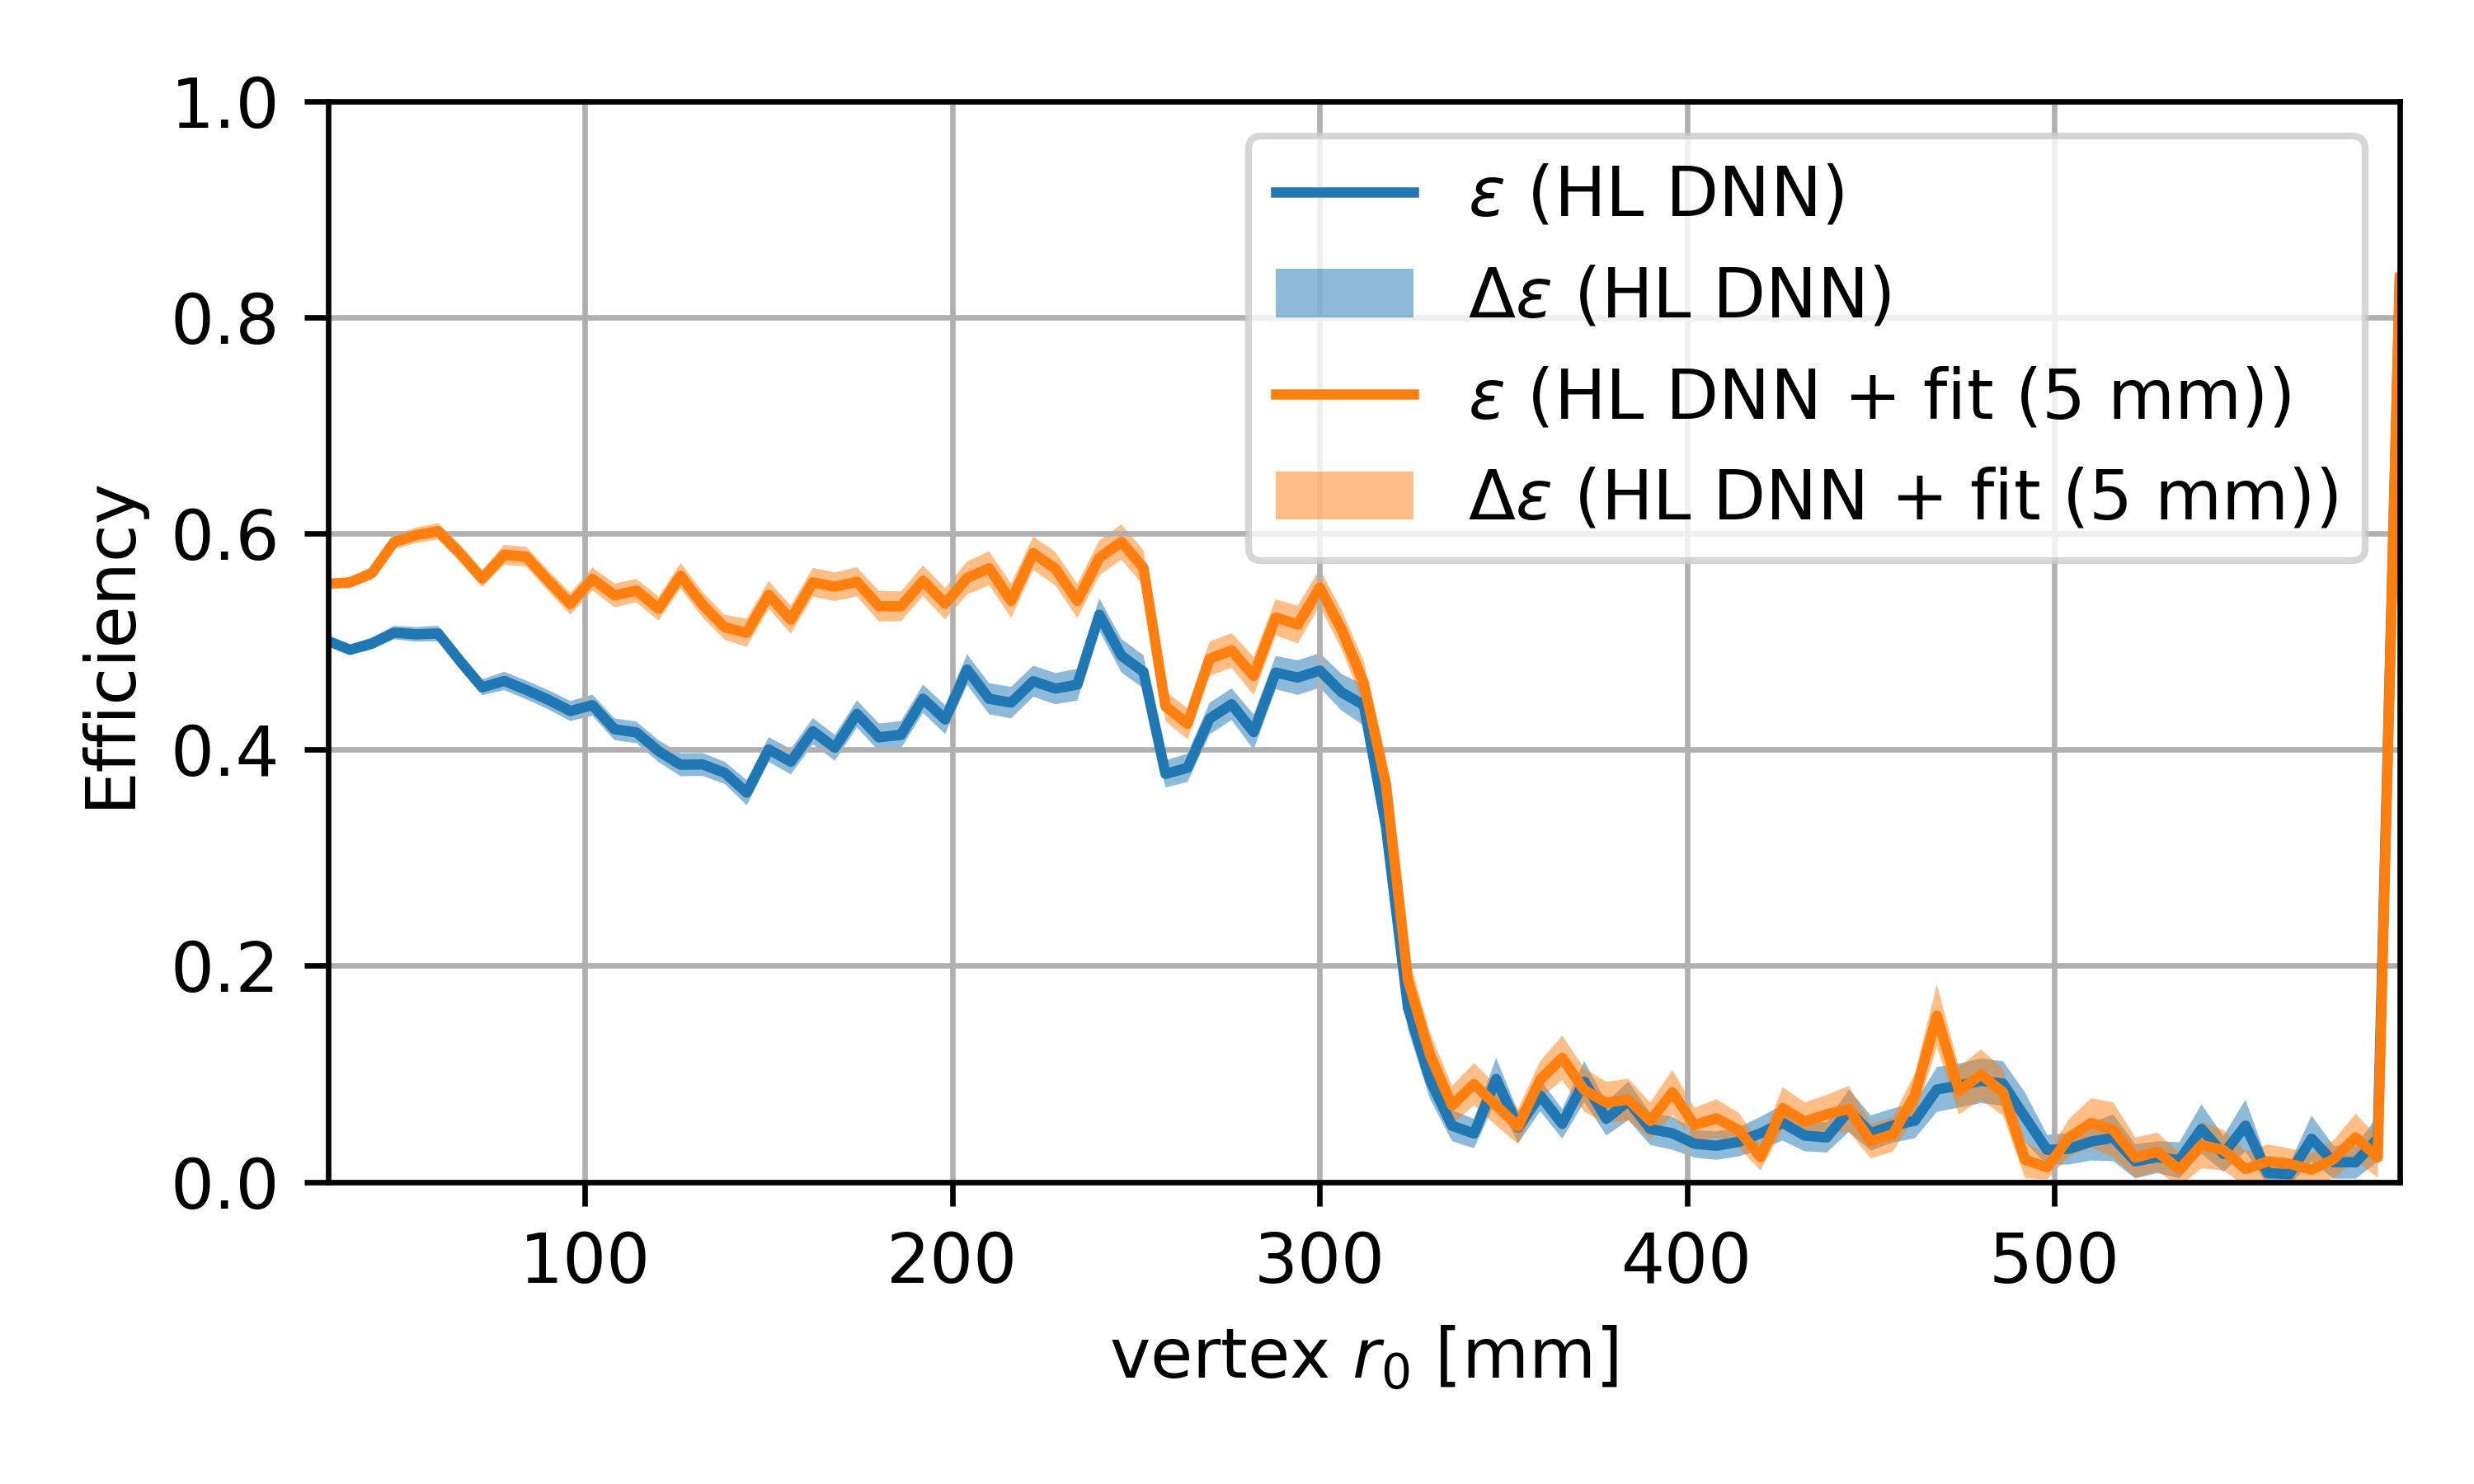 1.0
0.8
0.6
0.4
0.2
0.0
Efficiency
ε (HL DNN)
Δε (HL DNN)
ε (HL DNN + fit (5 mm))
Δε (HL DNN + fit (5 mm))
100 200 300 400 500
vertex r₀ [mm]